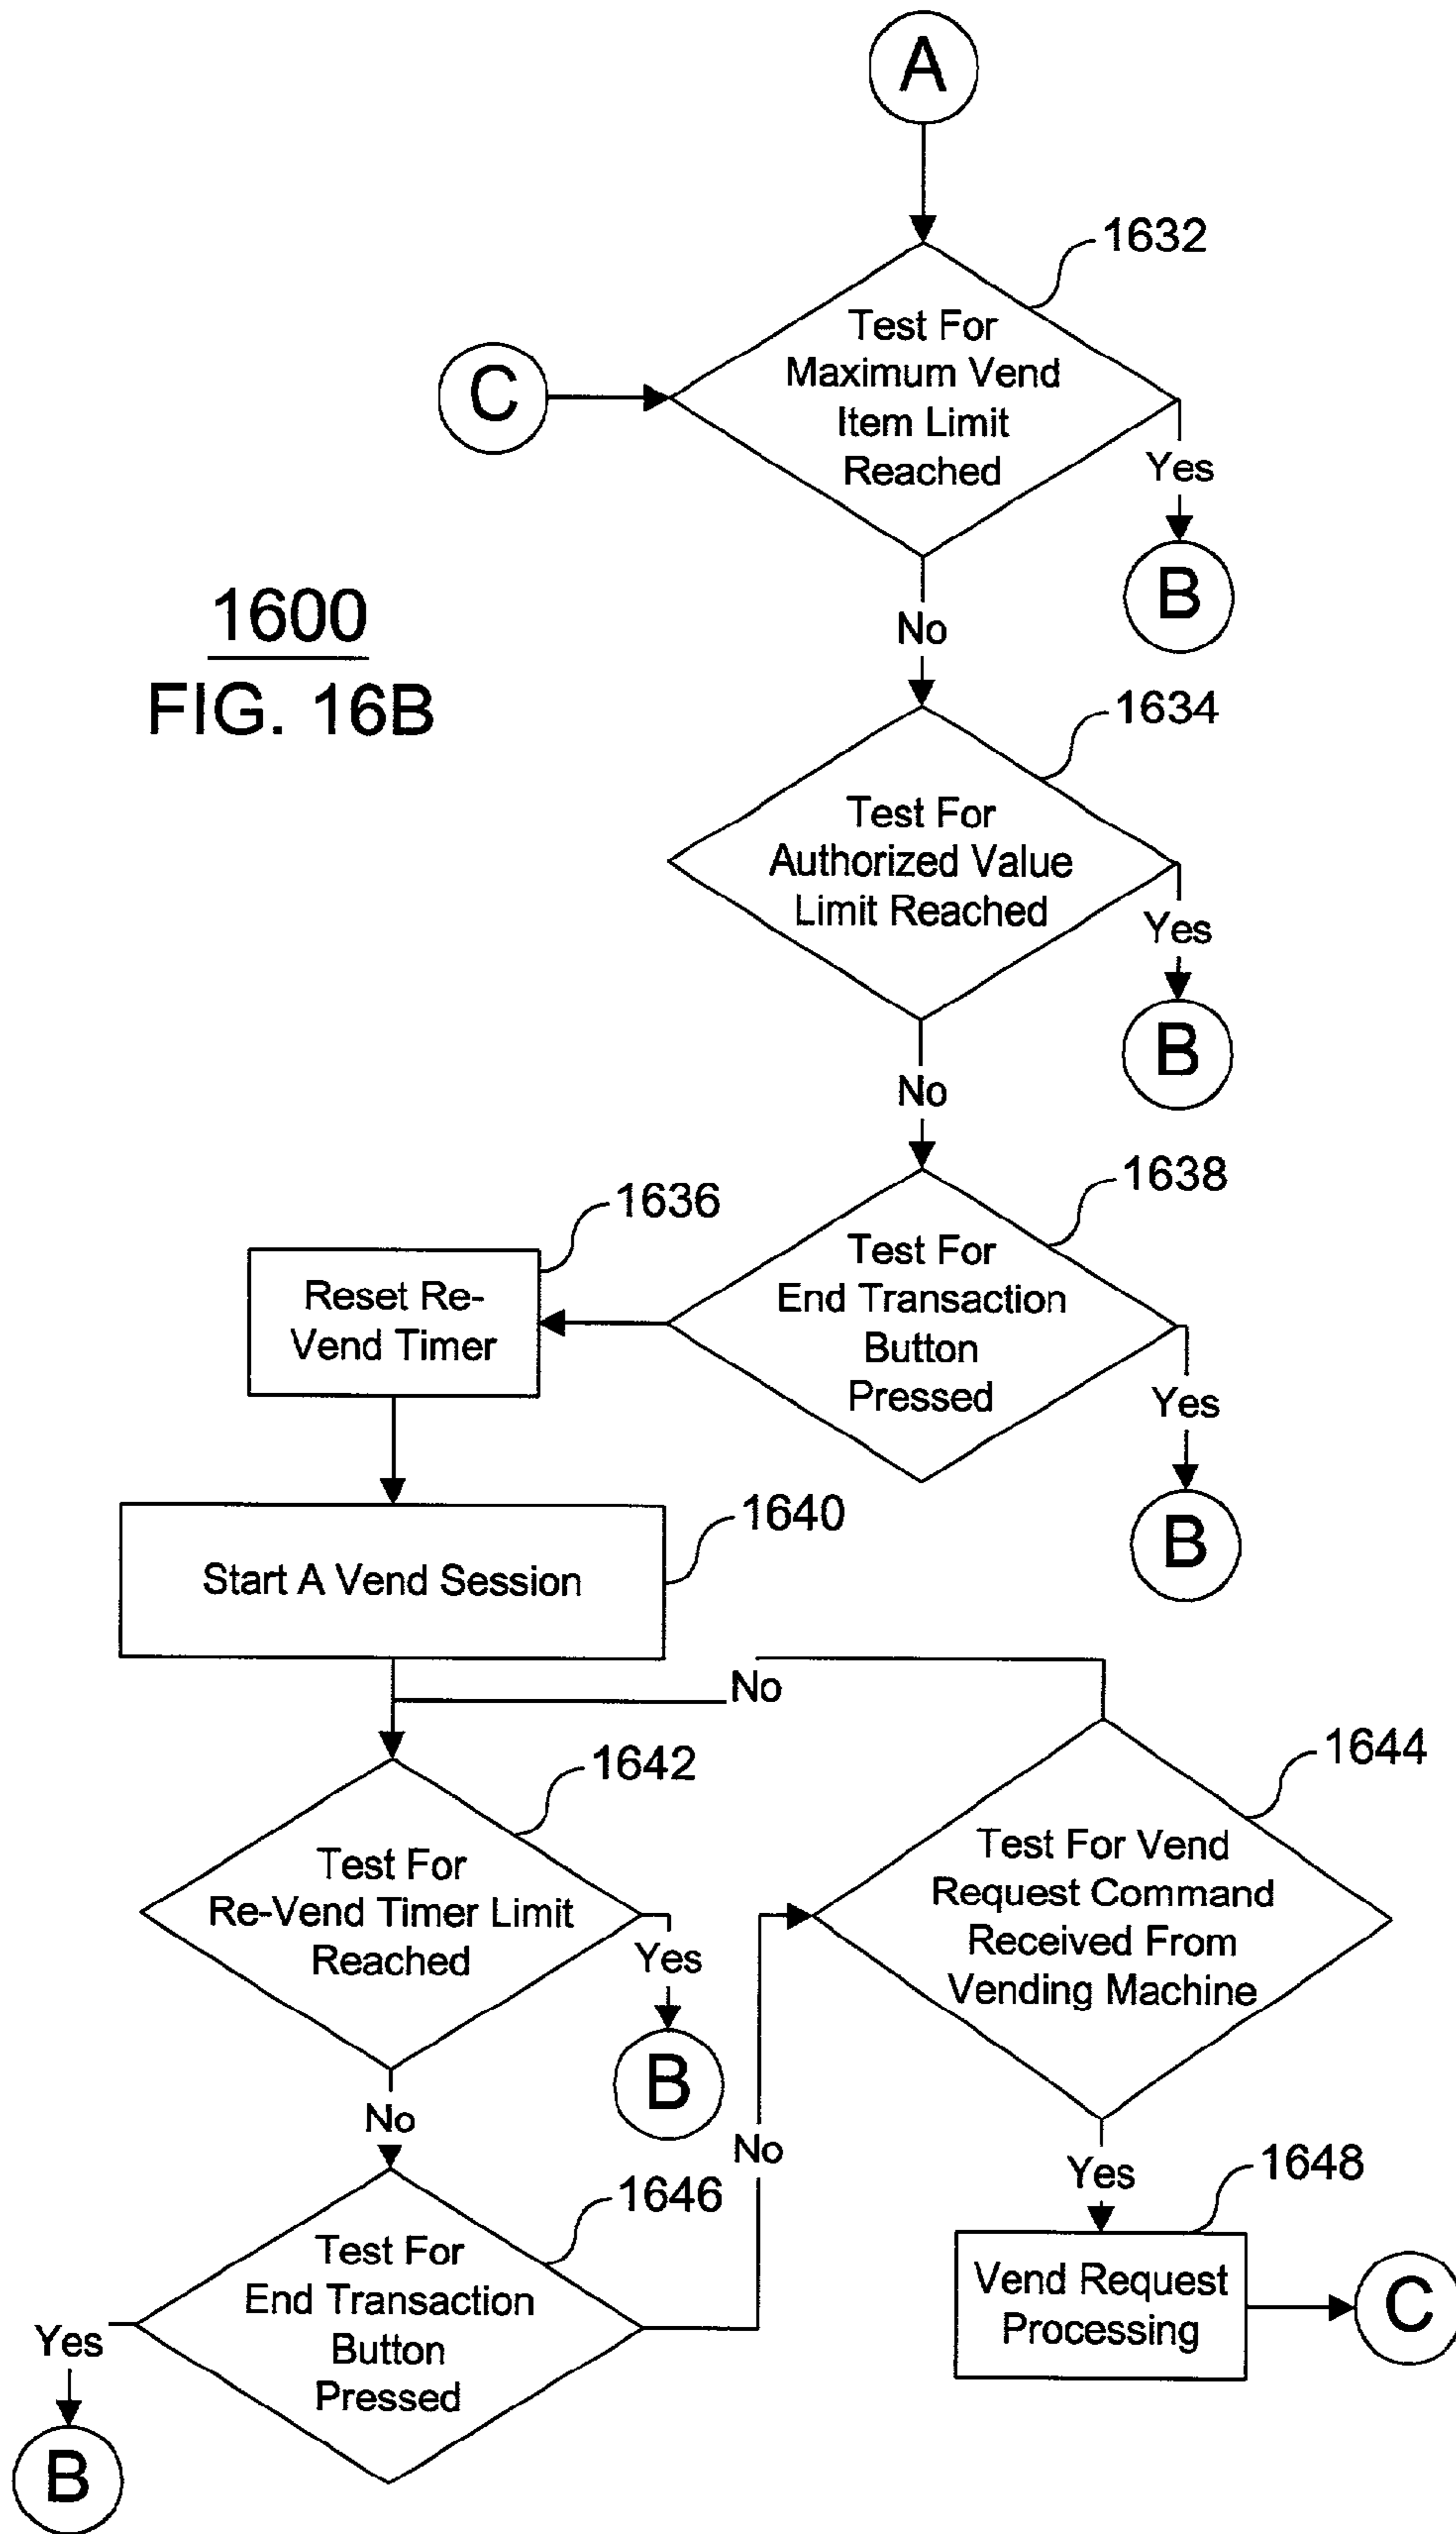 A
1632
Test For
Maximum Vend
Item Limit
Reached
C
Yes
B
1600
FIG. 16B
No
1634
Test For
Authorized Value
Limit Reached
Yes
B
No
1638
Test For
End Transaction
Button
Pressed
Yes
B
1636
Reset Re-
Vend Timer
1640
Start A Vend Session
No
1642
Test For
Re-Vend Timer Limit
Reached
Yes
B
No
1646
Test For
End Transaction
Button
Pressed
Yes
B
No
1644
Test For Vend
Request Command
Received From
Vending Machine
Yes
1648
Vend Request
Processing
C